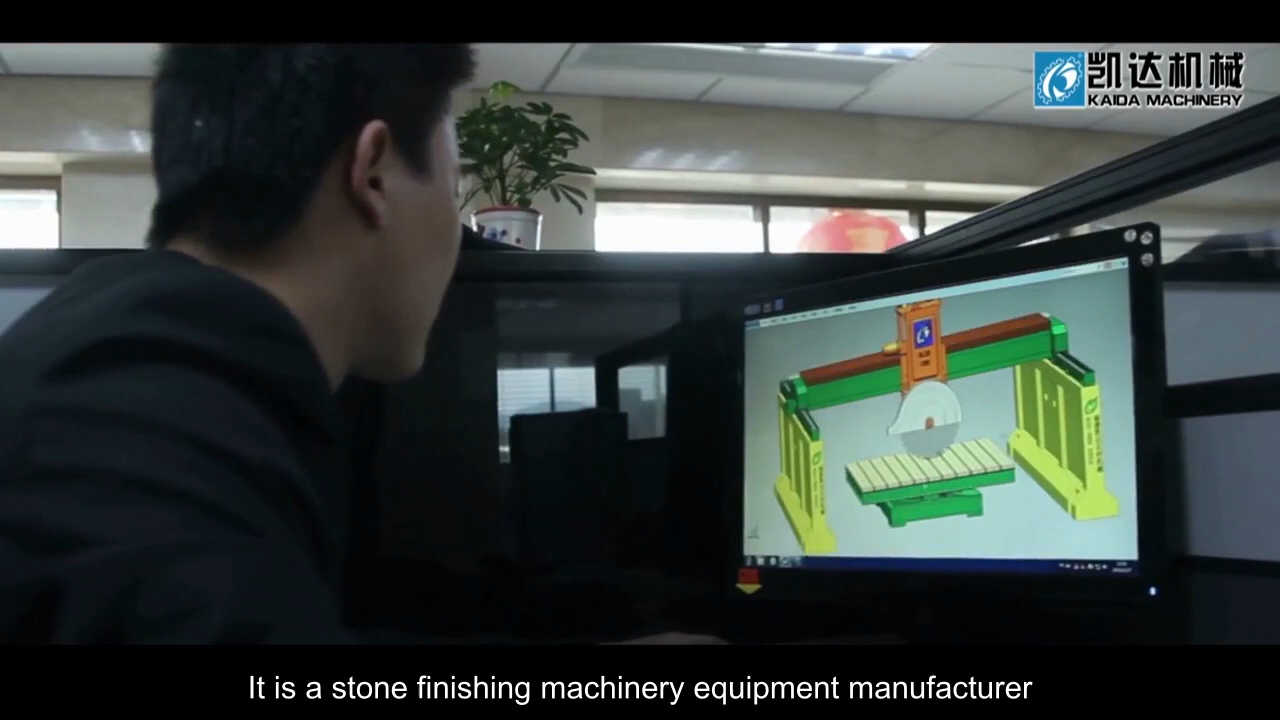 凯达机械
KAIDA MACHINERY
It is a stone finishing machinery equipment manufacturer